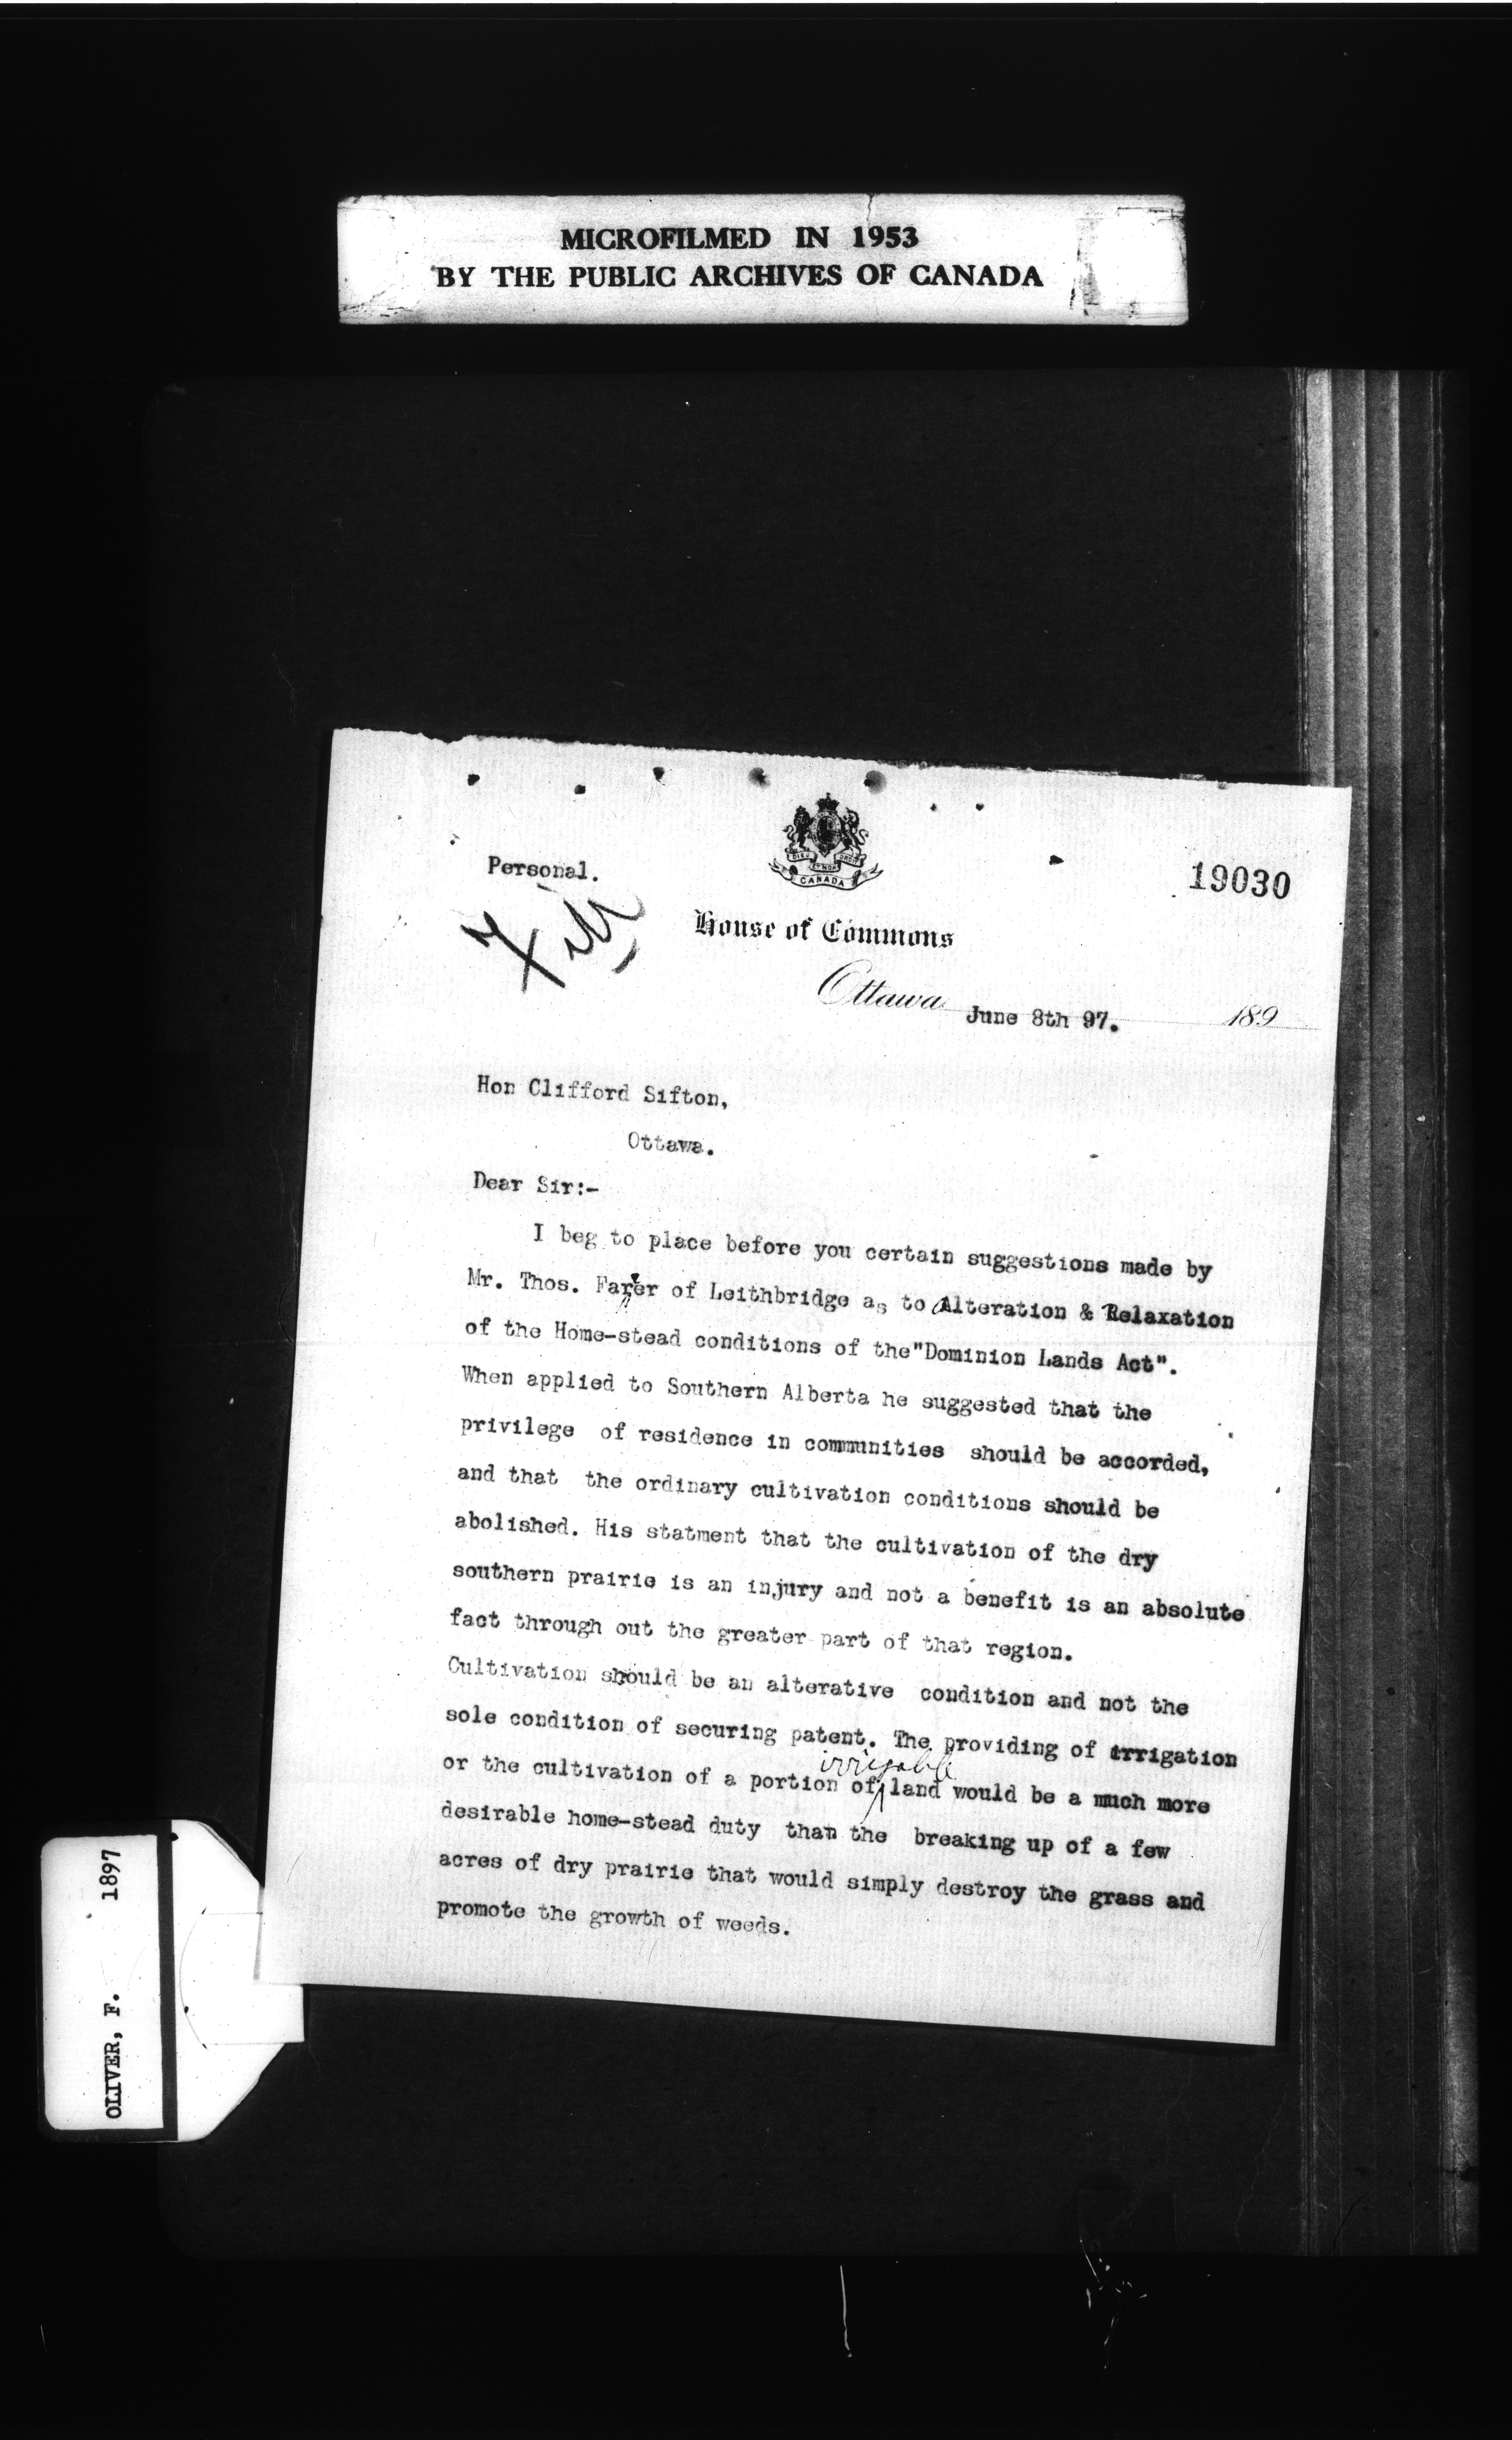 MICROFILMED IN 1953
BY THE PUBLIC ARCHIVES OF CANADA
Personal.
DIEU ET MON DROIT
CANADA
19030
House of Commons
Ottawa June 8th 97. 189
Hon Clifford Sifton,
Ottawa.
Dear Sir:-
I beg to place before you certain suggestions made by
Mr. Thos. Farrer of Leithbridge as to Alteration & Relaxation
of the Home-stead conditions of the "Dominion Lands Act".
When applied to Southern Alberta he suggested that the
privilege of residence in communities should be accorded,
and that the ordinary cultivation conditions should be
abolished. His statment that the cultivation of the dry
southern prairie is an injury and not a benefit is an absolute
fact through out the greater part of that region.
Cultivation should be an alterative condition and not the
sole condition of securing patent. The providing of irrigation
or the cultivation of a portion of irrigable land would be a much more
desirable home-stead duty than the breaking up of a few
acres of dry prairie that would simply destroy the grass and
promote the growth of weeds.
OLIVER, F. 1897